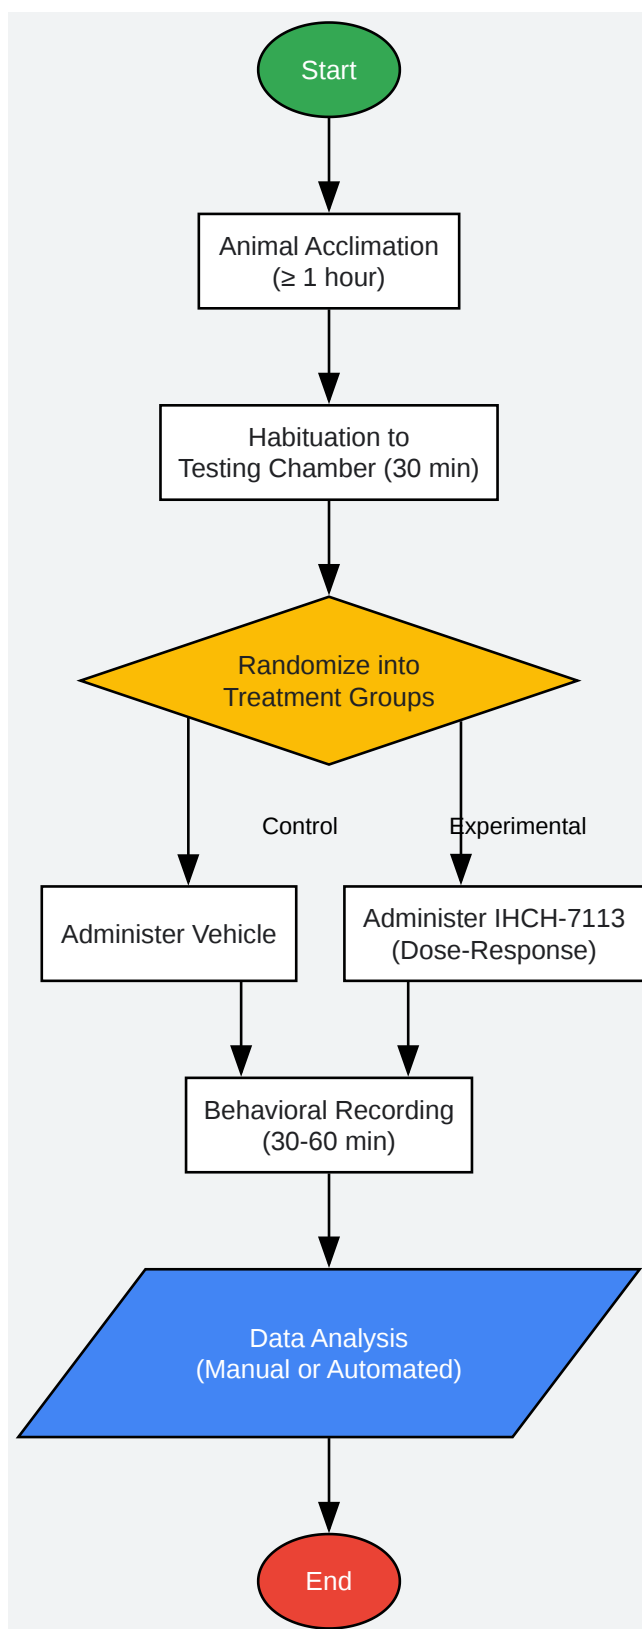 Start
Animal Acclimation
(≥ 1 hour)
Habituation to
Testing Chamber (30 min)
Randomize into
Treatment Groups
Control
Experimental
Administer Vehicle
Administer IHCH-7113
(Dose-Response)
Behavioral Recording
(30-60 min)
Data Analysis
(Manual or Automated)
End